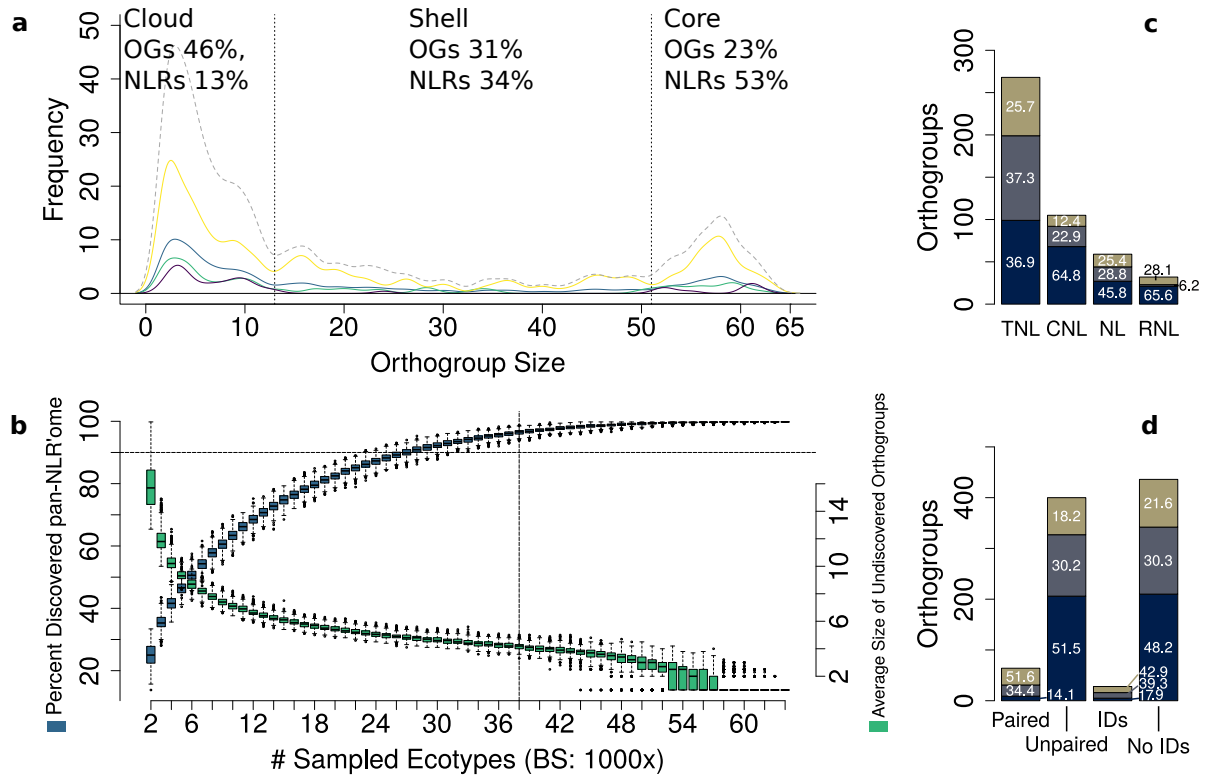 a
Cloud
OGs 46%,
NLRs 13%
Shell
OGs 31%
NLRs 34%
Core
OGs 23%
NLRs 53%
Frequency
50
40
30
20
10
0
0 10 20 30 40 50 60 65
Orthogroup Size
b
Percent Discovered pan-NLR'ome
100
80
60
40
20
14
10
6
4
2
Average Size of Undiscovered Orthogroups
2 6 12 18 24 30 36 42 48 54 60
# Sampled Ecotypes (BS: 1000x)
c
Orthogroups
300
200
100
0
25.7
37.3
36.9
12.4
22.9
64.8
25.4
28.8
45.8
28.1
6.2
65.6
TNL CNL NL RNL
d
Orthogroups
400
200
0
51.6
34.4
14.1
18.2
30.2
51.5
42.9
39.3
17.9
21.6
30.3
48.2
Paired
Unpaired
IDs
No IDs